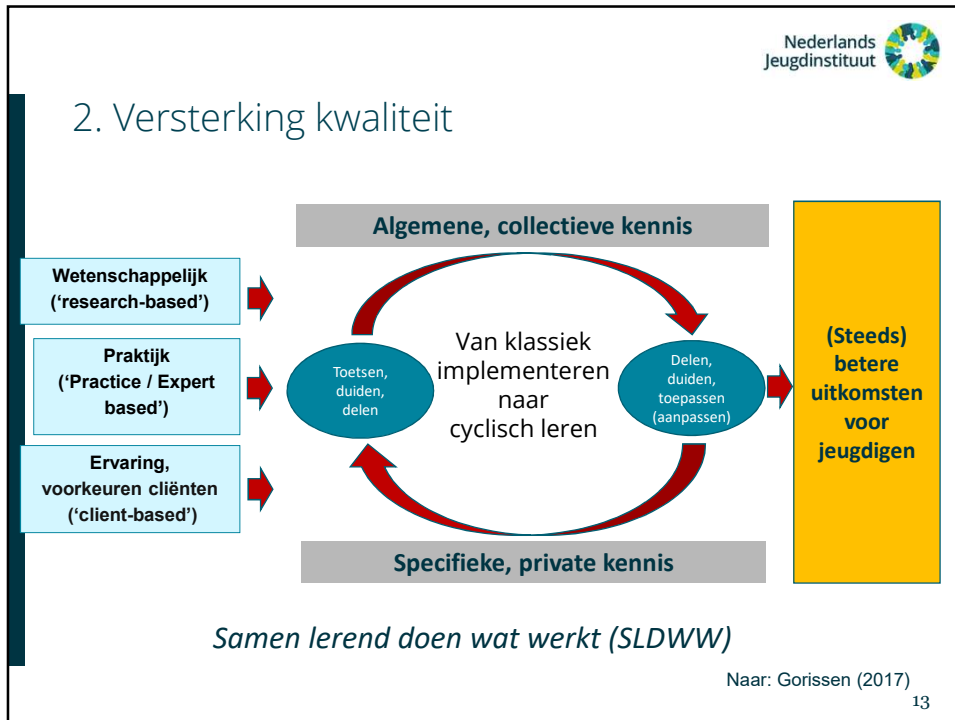 Nederlands
Jeugdinstituut
2. Versterking kwaliteit
Algemene, collectieve kennis
Wetenschappelijk
(‘research-based’)
Praktijk
(‘Practice / Expert
based’)
Ervaring,
voorkeuren cliënten
(‘client-based’)
Toetsen,
duiden,
delen
Van klassiek
implementeren
naar
cyclisch leren
Delen,
duiden,
toepassen
(aanpassen)
(Steeds)
betere
uitkomsten
voor
jeugdigen
Specifieke, private kennis
Samen lerend doen wat werkt (SLDWW)
Naar: Gorissen (2017)
13